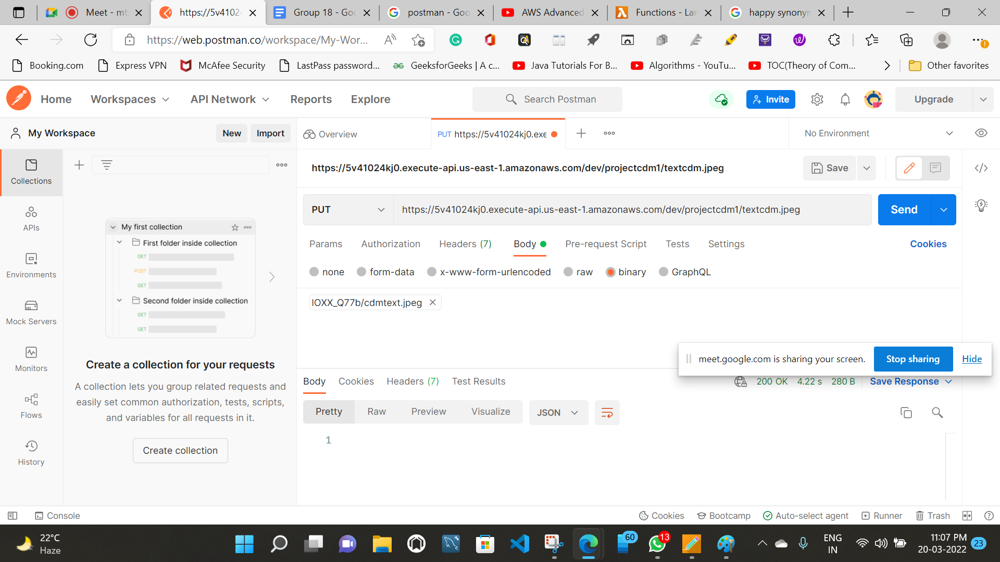 Meet - mt
https://5v4102
Group 18 - Goo
postman - Goo
AWS Advanced
Functions - Lam
happy synonym
https://web.postman.co/workspace/My-Wor...
Booking.com
Express VPN
McAfee Security
LastPass password...
GeeksforGeeks | A c...
Java Tutorials For B...
Algorithms - YouTu...
TOC(Theory of Com...
Other favorites
Home
Workspaces
API Network
Reports
Explore
Search Postman
Invite
Upgrade
My Workspace
New
Import
Overview
PUT https://5v41024kj0.exe
No Environment
Collections
APIs
Environments
Mock Servers
Monitors
Flows
History
My first collection
First folder inside collection
GET
POST
GET
Second folder inside collection
GET
GET
Create a collection for your requests
A collection lets you group related requests and
easily set common authorization, tests, scripts,
and variables for all requests in it.
Create collection
https://5v41024kj0.execute-api.us-east-1.amazonaws.com/dev/projectcdm1/textcdm.jpeg
Save
PUT
https://5v41024kj0.execute-api.us-east-1.amazonaws.com/dev/projectcdm1/textcdm.jpeg
Send
Params
Authorization
Headers (7)
Body
Pre-request Script
Tests
Settings
Cookies
none
form-data
x-www-form-urlencoded
raw
binary
GraphQL
IOXX_Q77b/cdmtext.jpeg
meet.google.com is sharing your screen.
Stop sharing
Hide
Body
Cookies
Headers (7)
Test Results
200 OK
4.22 s
280 B
Save Response
Pretty
Raw
Preview
Visualize
JSON
1
Console
Cookies
Bootcamp
Auto-select agent
Runner
Trash
22°C
Haze
60
13
ENG
IN
11:07 PM
20-03-2022
23